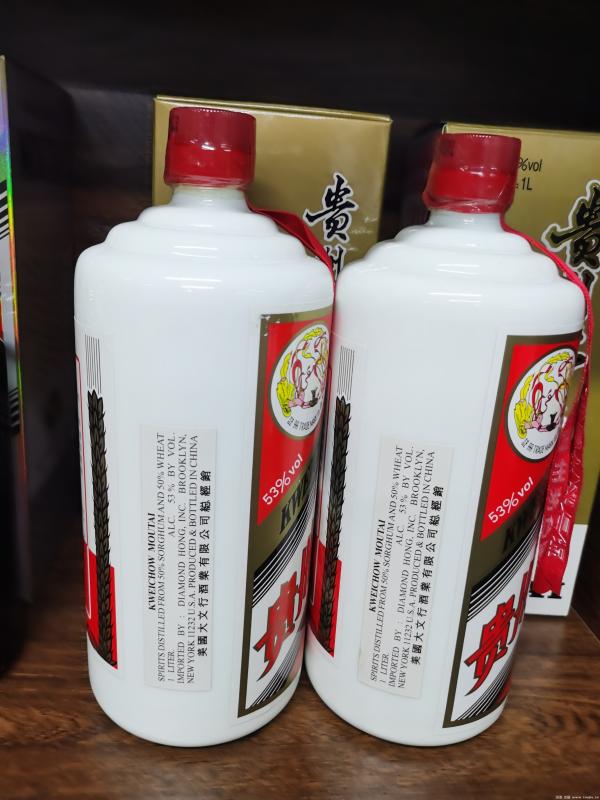 貴州
%vol
1L
貴
53% vol
KWEICHOW MOUTAI
SPIRITS DISTILLED FROM 50% SORGHUM AND 50% WHEAT
1 LITER. ALC. 53% BY VOL.
IMPORTED BY : DIAMOND HONG, INC. BROOKLYN,
NEW YORK 11232 U.S.A. PRODUCED & BOTTLED IN CHINA
美國大文行酒業有限公司總經銷
貴
53% vol
KWEICHOW MOUTAI
SPIRITS DISTILLED FROM 50% SORGHUM AND 50% WHEAT
1 LITER. ALC. 53% BY VOL.
IMPORTED BY : DIAMOND HONG, INC. BROOKLYN,
NEW YORK 11232 U.S.A. PRODUCED & BOTTLED IN CHINA
美國大文行酒業有限公司總經銷
貴